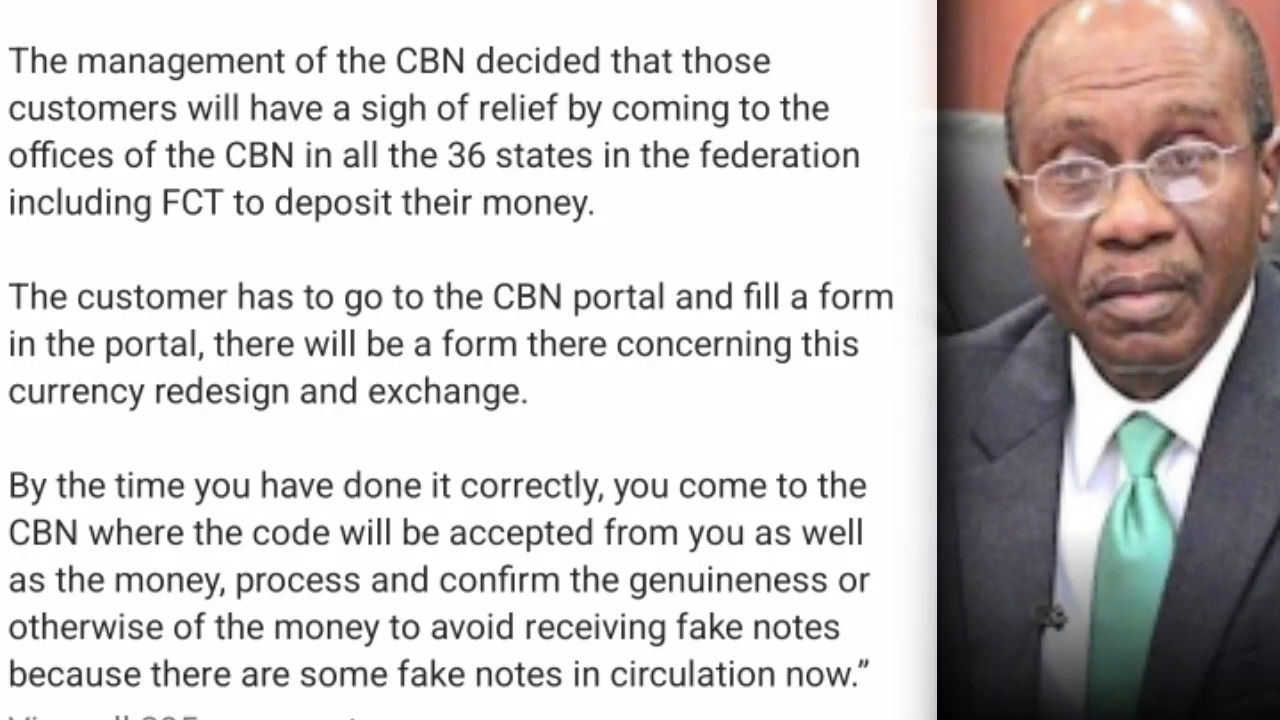 The management of the CBN decided that those
customers will have a sigh of relief by coming to the
offices of the CBN in all the 36 states in the federation
including FCT to deposit their money.
The customer has to go to the CBN portal and fill a form
in the portal, there will be a form there concerning this
currency redesign and exchange.
By the time you have done it correctly, you come to the
CBN where the code will be accepted from you as well
as the money, process and confirm the genuineness or
otherwise of the money to avoid receiving fake notes
because there are some fake notes in circulation now.”